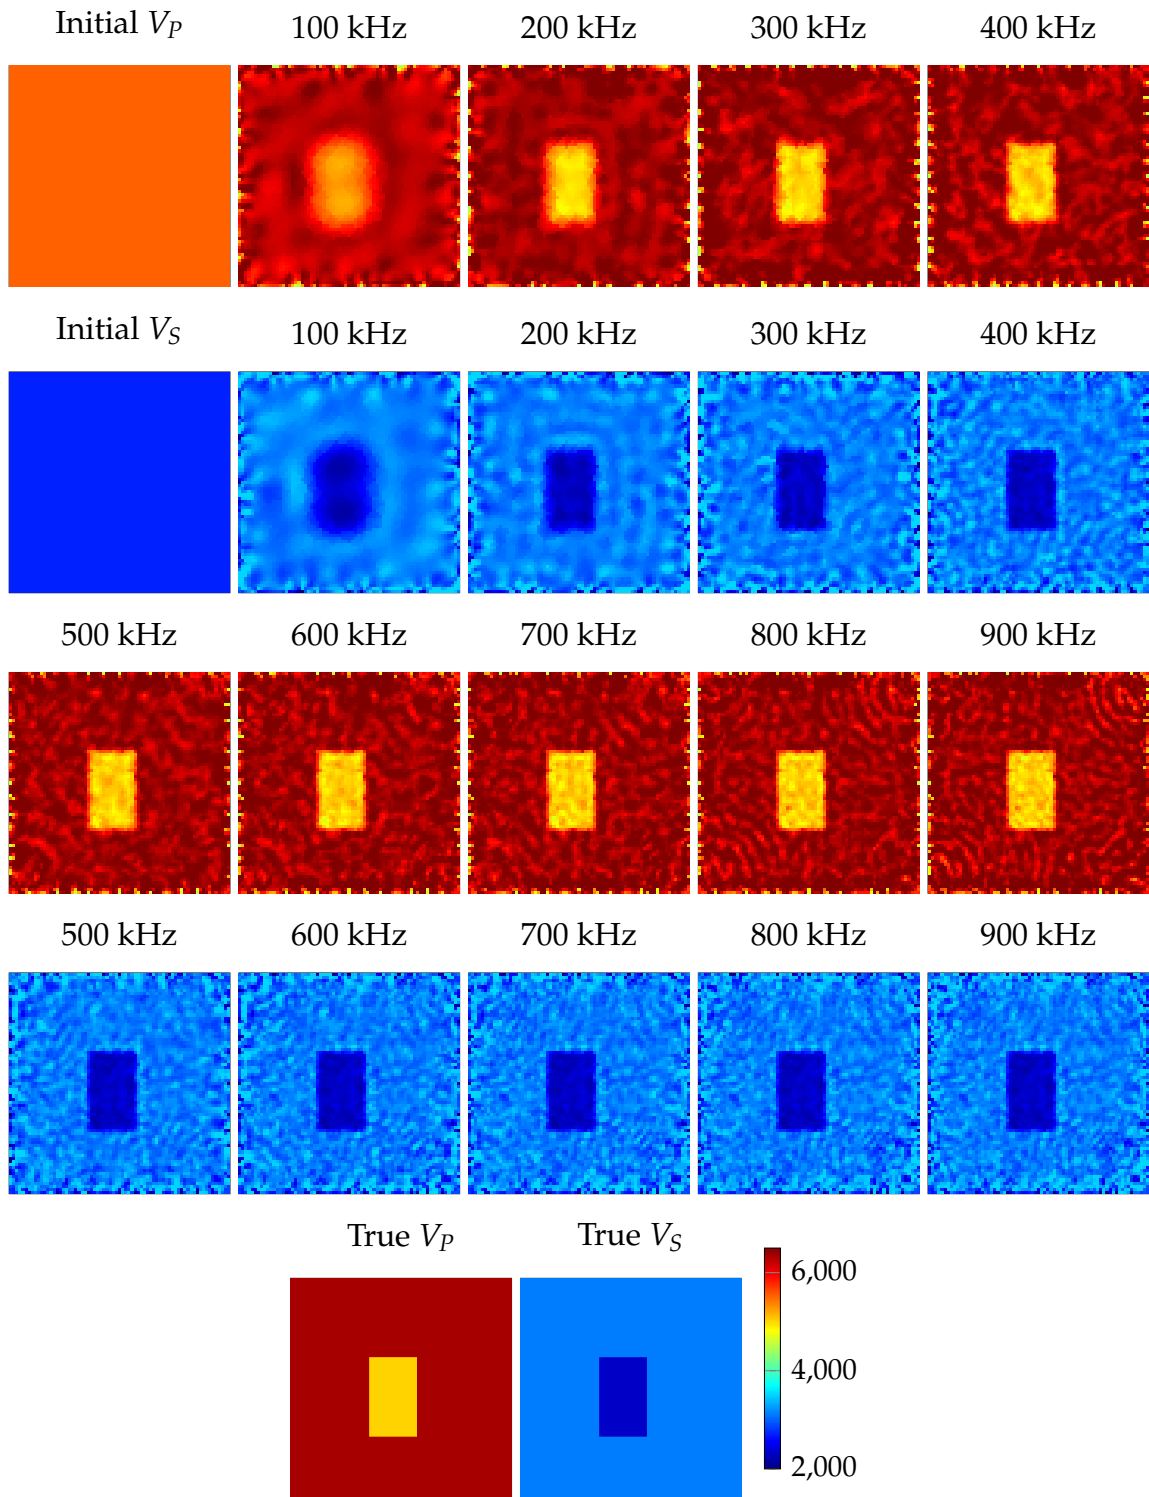 Initial V_P 100 kHz 200 kHz 300 kHz 400 kHz
Initial V_S 100 kHz 200 kHz 300 kHz 400 kHz
500 kHz 600 kHz 700 kHz 800 kHz 900 kHz
500 kHz 600 kHz 700 kHz 800 kHz 900 kHz
True V_P True V_S
6,000
4,000
2,000